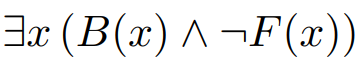 ∃x (B(x) ∧ ¬F(x))